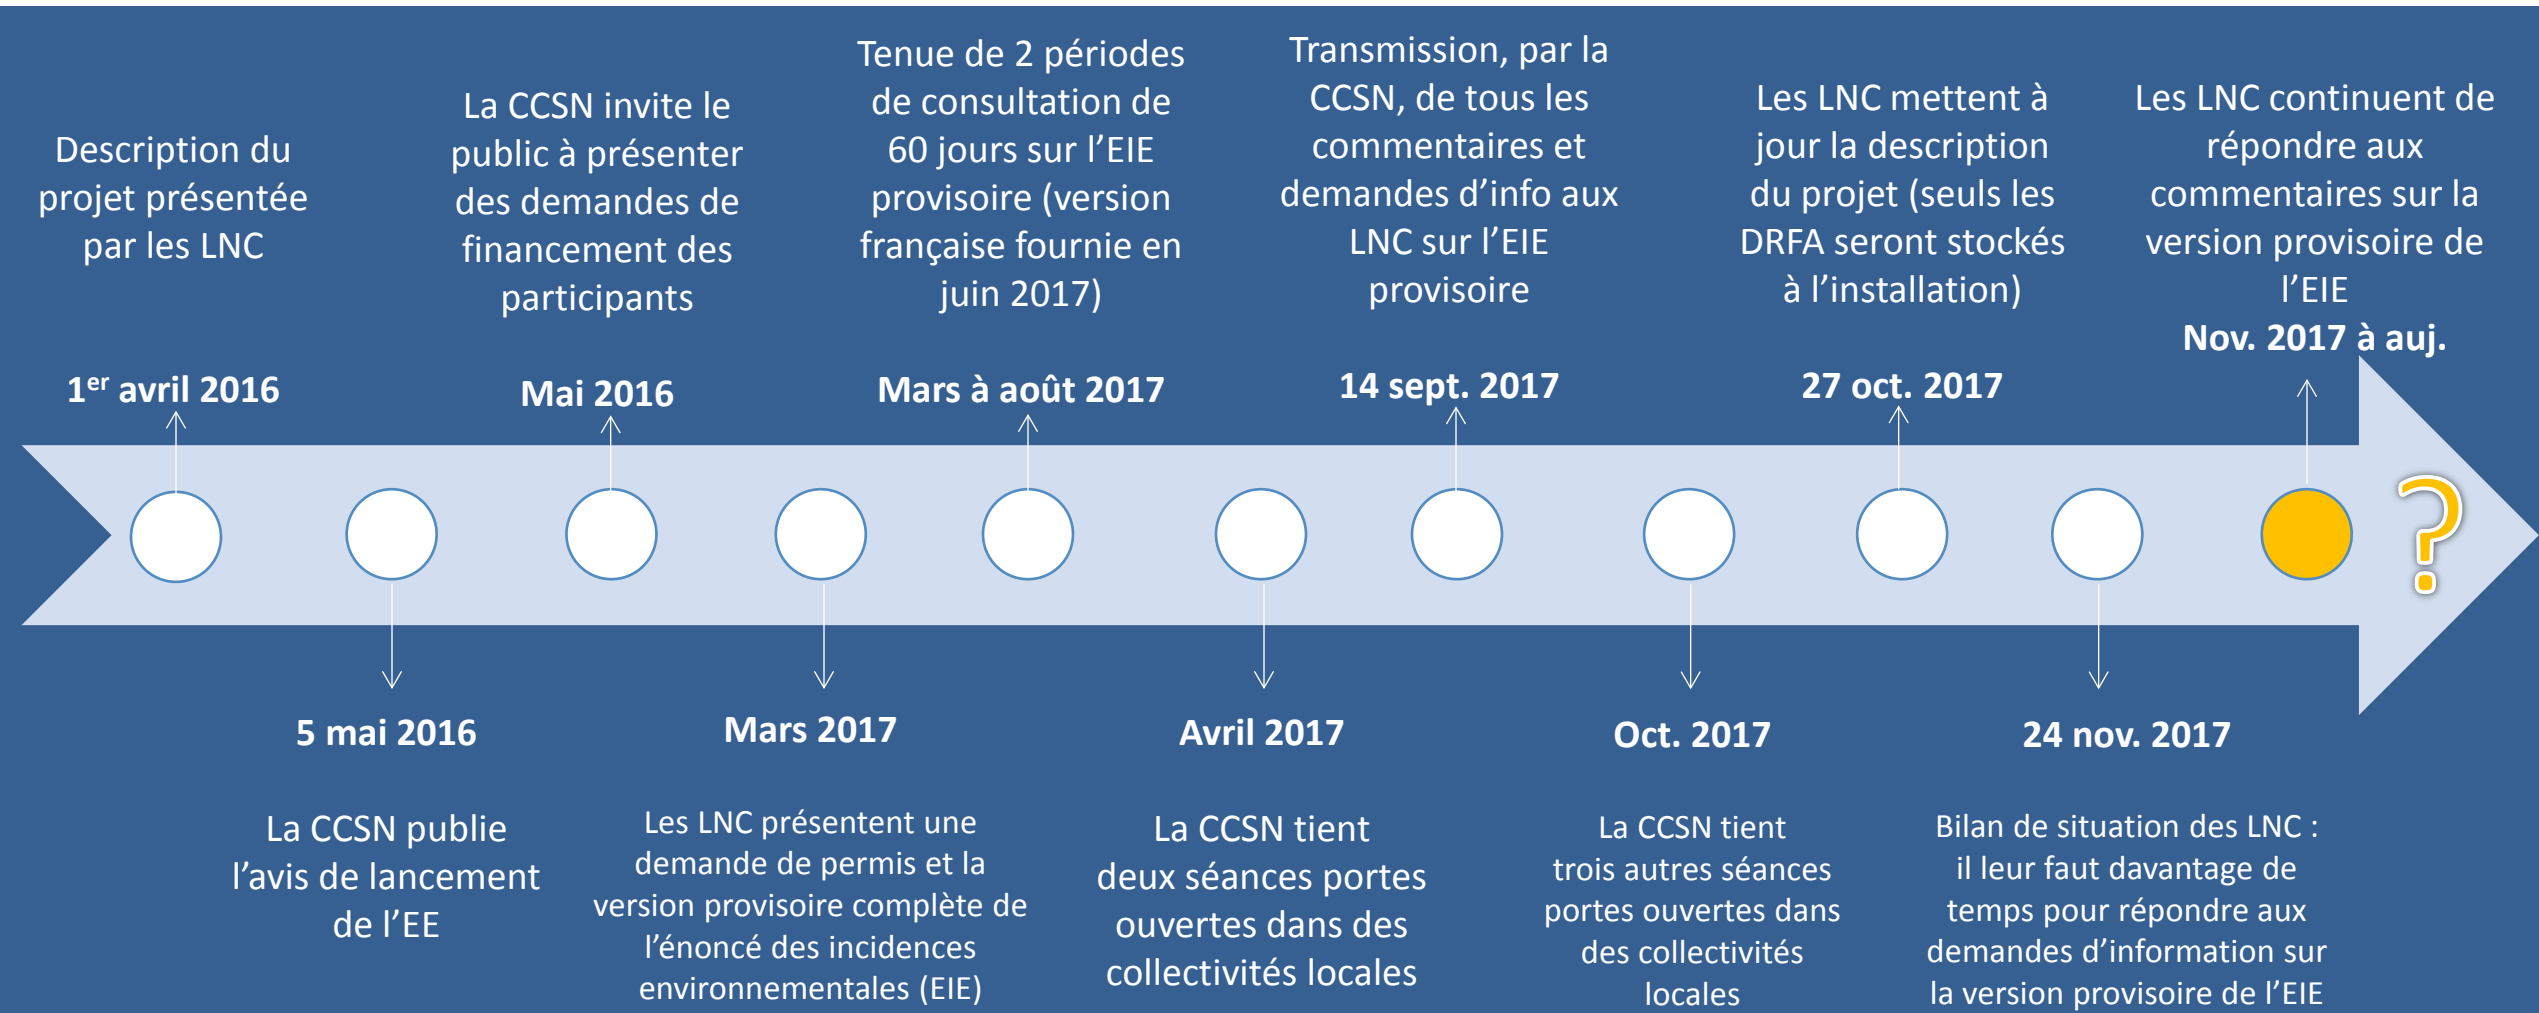 Description du
projet présentée
par les LNC
1er avril 2016
La CCSN invite le
public à présenter
des demandes de
financement des
participants
Mai 2016
Tenue de 2 périodes
de consultation de
60 jours sur l’EIE
provisoire (version
française fournie en
juin 2017)
Mars à août 2017
Transmission, par la
CCSN, de tous les
commentaires et
demandes d’info aux
LNC sur l’EIE
provisoire
14 sept. 2017
Les LNC mettent à
jour la description
du projet (seuls les
DRFA seront stockés
à l’installation)
27 oct. 2017
Les LNC continuent de
répondre aux
commentaires sur la
version provisoire de
l’EIE
Nov. 2017 à auj.
?
5 mai 2016
La CCSN publie
l’avis de lancement
de l’EE
Mars 2017
Les LNC présentent une
demande de permis et la
version provisoire complète de
l’énoncé des incidences
environnementales (EIE)
Avril 2017
La CCSN tient
deux séances portes
ouvertes dans des
collectivités locales
Oct. 2017
La CCSN tient
trois autres séances
portes ouvertes dans
des collectivités
locales
24 nov. 2017
Bilan de situation des LNC :
il leur faut davantage de
temps pour répondre aux
demandes d’information sur
la version provisoire de l’EIE